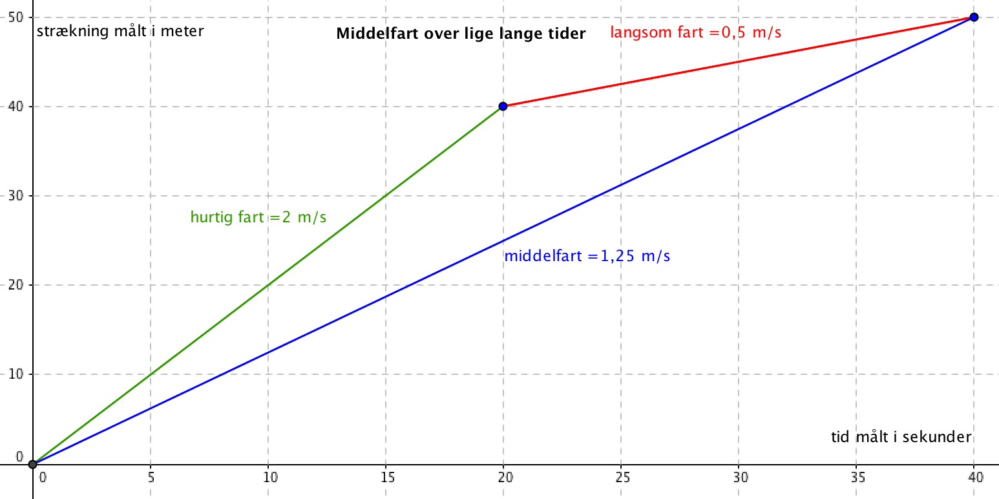 50
strækning målt i meter
Middelfart over lige lange tider
langsom fart =0,5 m/s
40
30
hurtig fart =2 m/s
middelfart =1,25 m/s
20
10
tid målt i sekunder
0
0 5 10 15 20 25 30 35 40